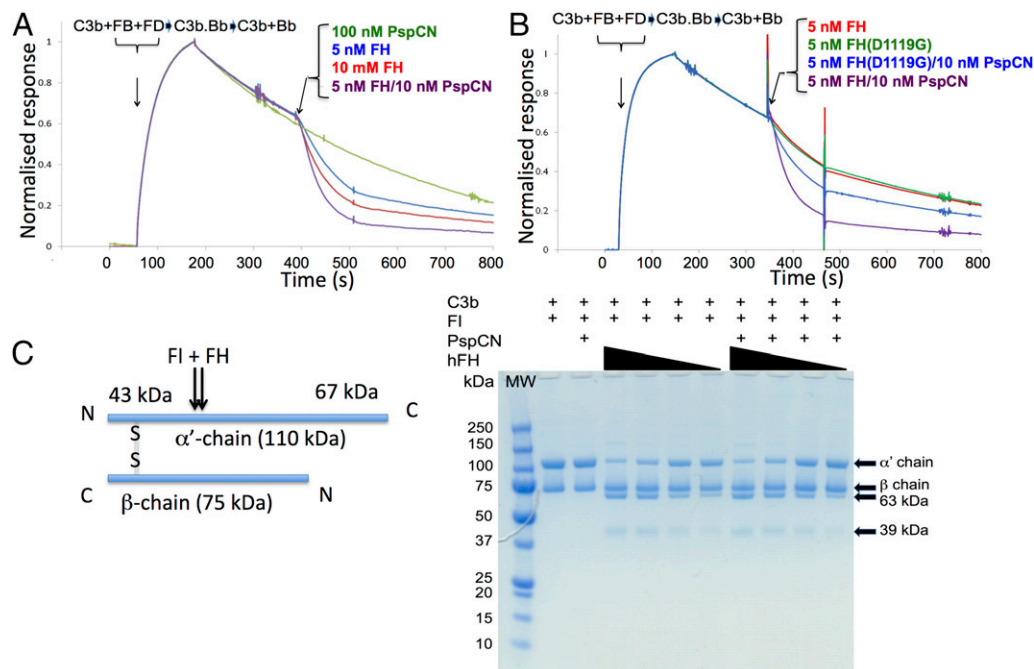 A
C3b+FB+FD C3b.Bb C3b+Bb
100 nM PspCN
5 nM FH
10 mM FH
5 nM FH/10 nM PspCN
Normalised response
1
0.8
0.6
0.4
0.2
0
0 100 200 300 400 500 600 700 800
Time (s)
B
C3b+FB+FD C3b.Bb C3b+Bb
5 nM FH
5 nM FH(D1119G)
5 nM FH(D1119G)/10 nM PspCN
5 nM FH/10 nM PspCN
Normalised response
1
0.8
0.6
0.4
0.2
0
0 100 200 300 400 500 600 700 800
Time (s)
C
FI + FH
43 kDa 67 kDa
N C
α’-chain (110 kDa)
S
S
C N
β-chain (75 kDa)
C3b + + + + + + + + + +
FI + + + + + + + + + +
PspCN + + + + +
hFH
kDa MW
250
150
100
75
50
37
25
20
15
10
α’ chain
β chain
63 kDa
39 kDa